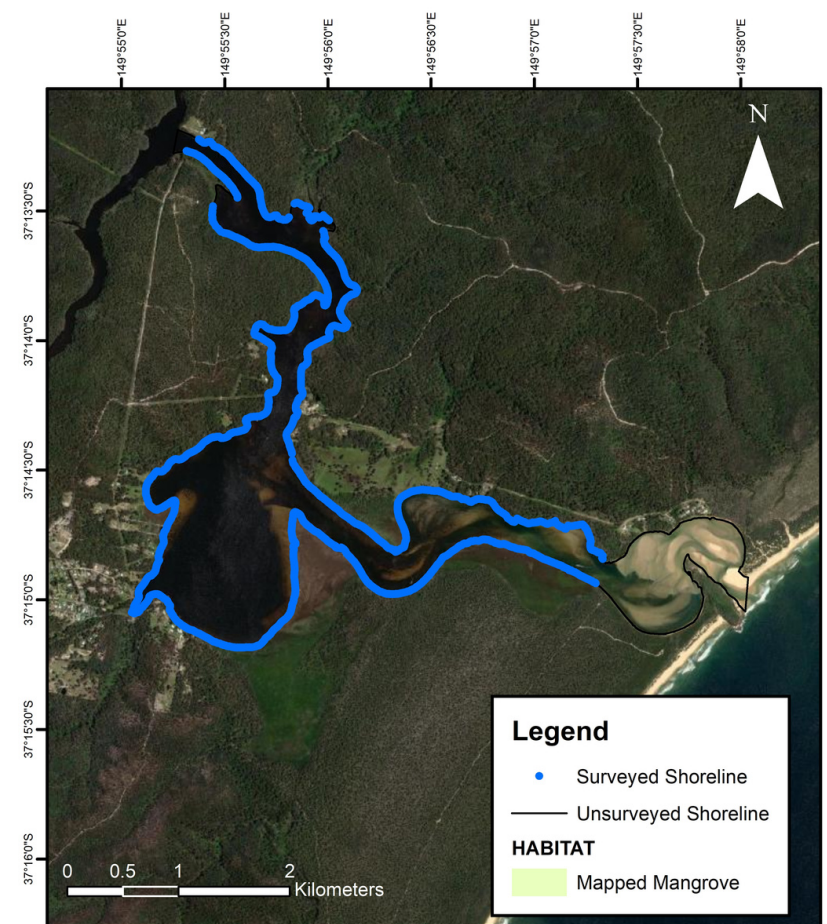 149°55'0"E
149°55'30"E
149°56'0"E
149°56'30"E
149°57'0"E
149°57'30"E
149°58'0"E
N
37°13'30"S
37°14'0"S
37°14'30"S
37°15'0"S
37°15'30"S
37°16'0"S
Legend
Surveyed Shoreline
Unsurveyed Shoreline
HABITAT
Mapped Mangrove
0 0.5 1 2
Kilometers